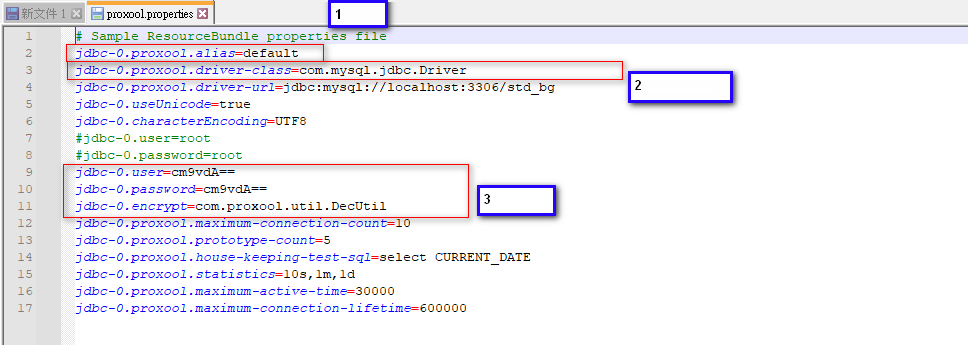 新文件 1
proxool.properties
1
1 # Sample ResourceBundle properties file
2 jdbc-0.proxool.alias=default
3 jdbc-0.proxool.driver-class=com.mysql.jdbc.Driver
2
4 jdbc-0.proxool.driver-url=jdbc:mysql://localhost:3306/std_bg
5 jdbc-0.useUnicode=true
6 jdbc-0.characterEncoding=UTF8
7 #jdbc-0.user=root
8 #jdbc-0.password=root
9 jdbc-0.user=cm9vdA==
10 jdbc-0.password=cm9vdA==
3
11 jdbc-0.encrypt=com.proxool.util.DecUtil
12 jdbc-0.proxool.maximum-connection-count=10
13 jdbc-0.proxool.prototype-count=5
14 jdbc-0.proxool.house-keeping-test-sql=select CURRENT_DATE
15 jdbc-0.proxool.statistics=10s,1m,1d
16 jdbc-0.proxool.maximum-active-time=30000
17 jdbc-0.proxool.maximum-connection-lifetime=600000